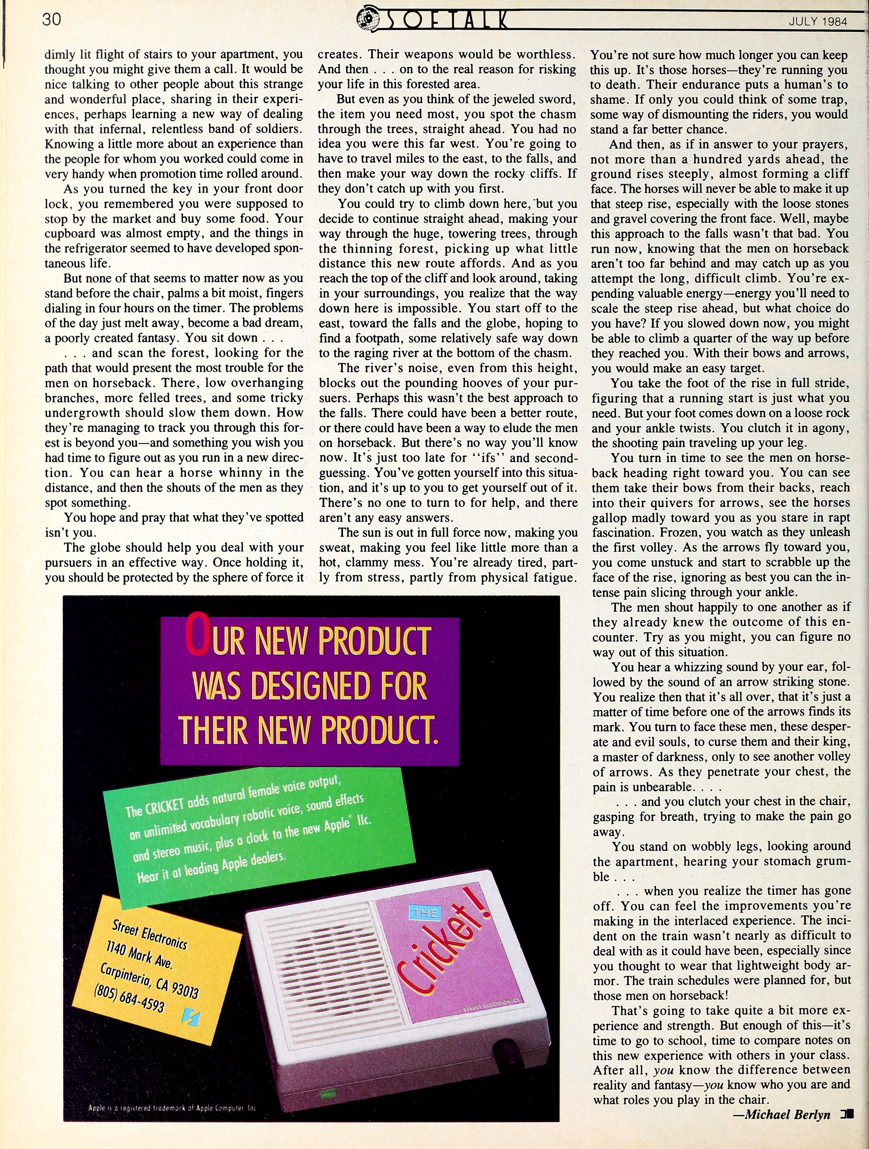 30
SOFTALK
JULY 1984
dimly lit flight of stairs to your apartment, you
thought you might give them a call. It would be
nice talking to other people about this strange
and wonderful place, sharing in their experi-
ences, perhaps learning a new way of dealing
with that infernal, relentless band of soldiers.
Knowing a little more about an experience than
the people for whom you worked could come in
very handy when promotion time rolled around.
As you turned the key in your front door
lock, you remembered you were supposed to
stop by the market and buy some food. Your
cupboard was almost empty, and the things in
the refrigerator seemed to have developed spon-
taneous life.
But none of that seems to matter now as you
stand before the chair, palms a bit moist, fingers
dialing in four hours on the timer. The problems
of the day just melt away, become a bad dream,
a poorly created fantasy. You sit down . . .
. . . and scan the forest, looking for the
path that would present the most trouble for the
men on horseback. There, low overhanging
branches, more felled trees, and some tricky
undergrowth should slow them down. How
they're managing to track you through this for-
est is beyond you—and something you wish you
had time to figure out as you run in a new direc-
tion. You can hear a horse whinny in the
distance, and then the shouts of the men as they
spot something.
You hope and pray that what they've spotted
isn't you.
The globe should help you deal with your
pursuers in an effective way. Once holding it,
you should be protected by the sphere of force it
creates. Their weapons would be worthless.
And then . . . on to the real reason for risking
your life in this forested area.
But even as you think of the jeweled sword,
the item you need most, you spot the chasm
through the trees, straight ahead. You had no
idea you were this far west. You're going to
have to travel miles to the east, to the falls, and
then make your way down the rocky cliffs. If
they don't catch up with you first.
You could try to climb down here, but you
decide to continue straight ahead, making your
way through the huge, towering trees, through
the thinning forest, picking up what little
distance this new route affords. And as you
reach the top of the cliff and look around, taking
in your surroundings, you realize that the way
down here is impossible. You start off to the
east, toward the falls and the globe, hoping to
find a footpath, some relatively safe way down
to the raging river at the bottom of the chasm.
The river's noise, even from this height,
blocks out the pounding hooves of your pur-
suers. Perhaps this wasn't the best approach to
the falls. There could have been a better route,
or there could have been a way to elude the men
on horseback. But there's no way you'll know
now. It's just too late for "ifs" and second-
guessing. You've gotten yourself into this situa-
tion, and it's up to you to get yourself out of it.
There's no one to turn to for help, and there
aren't any easy answers.
The sun is out in full force now, making you
sweat, making you feel like little more than a
hot, clammy mess. You're already tired, part-
ly from stress, partly from physical fatigue.
You're not sure how much longer you can keep
this up. It's those horses—they're running you
to death. Their endurance puts a human's to
shame. If only you could think of some trap,
some way of dismounting the riders, you would
stand a far better chance.
And then, as if in answer to your prayers,
not more than a hundred yards ahead, the
ground rises steeply, almost forming a cliff
face. The horses will never be able to make it up
that steep rise, especially with the loose stones
and gravel covering the front face. Well, maybe
this approach to the falls wasn't that bad. You
run now, knowing that the men on horseback
aren't too far behind and may catch up as you
attempt the long, difficult climb. You're ex-
pending valuable energy—energy you'll need to
scale the steep rise ahead, but what choice do
you have? If you slowed down now, you might
be able to climb a quarter of the way up before
they reached you. With their bows and arrows,
you would make an easy target.
You take the foot of the rise in full stride,
figuring that a running start is just what you
need. But your foot comes down on a loose rock
and your ankle twists. You clutch it in agony,
the shooting pain traveling up your leg.
You turn in time to see the men on horse-
back heading right toward you. You can see
them take their bows from their backs, reach
into their quivers for arrows, see the horses
gallop madly toward you as you stare in rapt
fascination. Frozen, you watch as they unleash
the first volley. As the arrows fly toward you,
you come unstuck and start to scrabble up the
face of the rise, ignoring as best you can the in-
tense pain slicing through your ankle.
The men shout happily to one another as if
they already knew the outcome of this en-
counter. Try as you might, you can figure no
way out of this situation.
You hear a whizzing sound by your ear, fol-
lowed by the sound of an arrow striking stone.
You realize then that it's all over, that it's just a
matter of time before one of the arrows finds its
mark. You turn to face these men, these desper-
ate and evil souls, to curse them and their king,
a master of darkness, only to see another volley
of arrows. As they penetrate your chest, the
pain is unbearable. . . .
. . . and you clutch your chest in the chair,
gasping for breath, trying to make the pain go
away.
You stand on wobbly legs, looking around
the apartment, hearing your stomach grum-
ble . . .
. . . when you realize the timer has gone
off. You can feel the improvements you're
making in the interlaced experience. The inci-
dent on the train wasn't nearly as difficult to
deal with as it could have been, especially since
you thought to wear that lightweight body ar-
mor. The train schedules were planned for, but
those men on horseback!
That's going to take quite a bit more ex-
perience and strength. But enough of this—it's
time to go to school, time to compare notes on
this new experience with others in your class.
After all, you know the difference between
reality and fantasy—you know who you are and
what roles you play in the chair.
—Michael Berlyn
OUR NEW PRODUCT
WAS DESIGNED FOR
THEIR NEW PRODUCT.
The CRICKET adds natural female voice output,
an unlimited vocabulary robotic voice, sound effects
and stereo music, plus a clock to the new Apple® IIc.
Hear it at leading Apple dealers.
Street Electronics
1140 Mark Ave.
Carpinteria, CA 93013
(805) 684-4593
THE
Cricket!
STREET ELECTRONICS
Apple is a registered trademark of Apple Computer Inc.